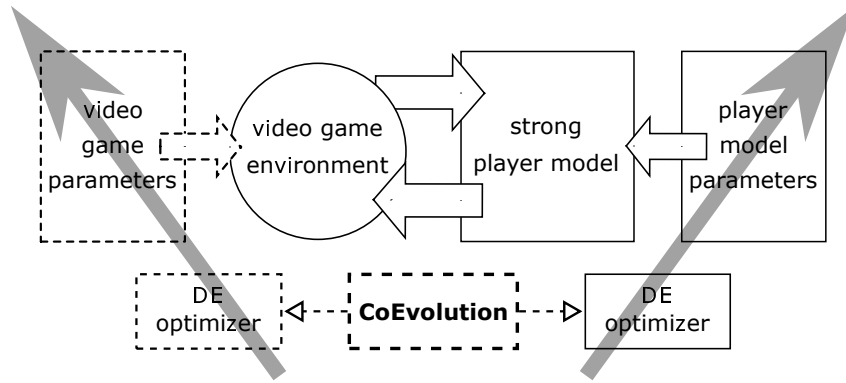 video
game
parameters
video game
environment
strong
player model
player
model
parameters
DE
optimizer
CoEvolution
DE
optimizer